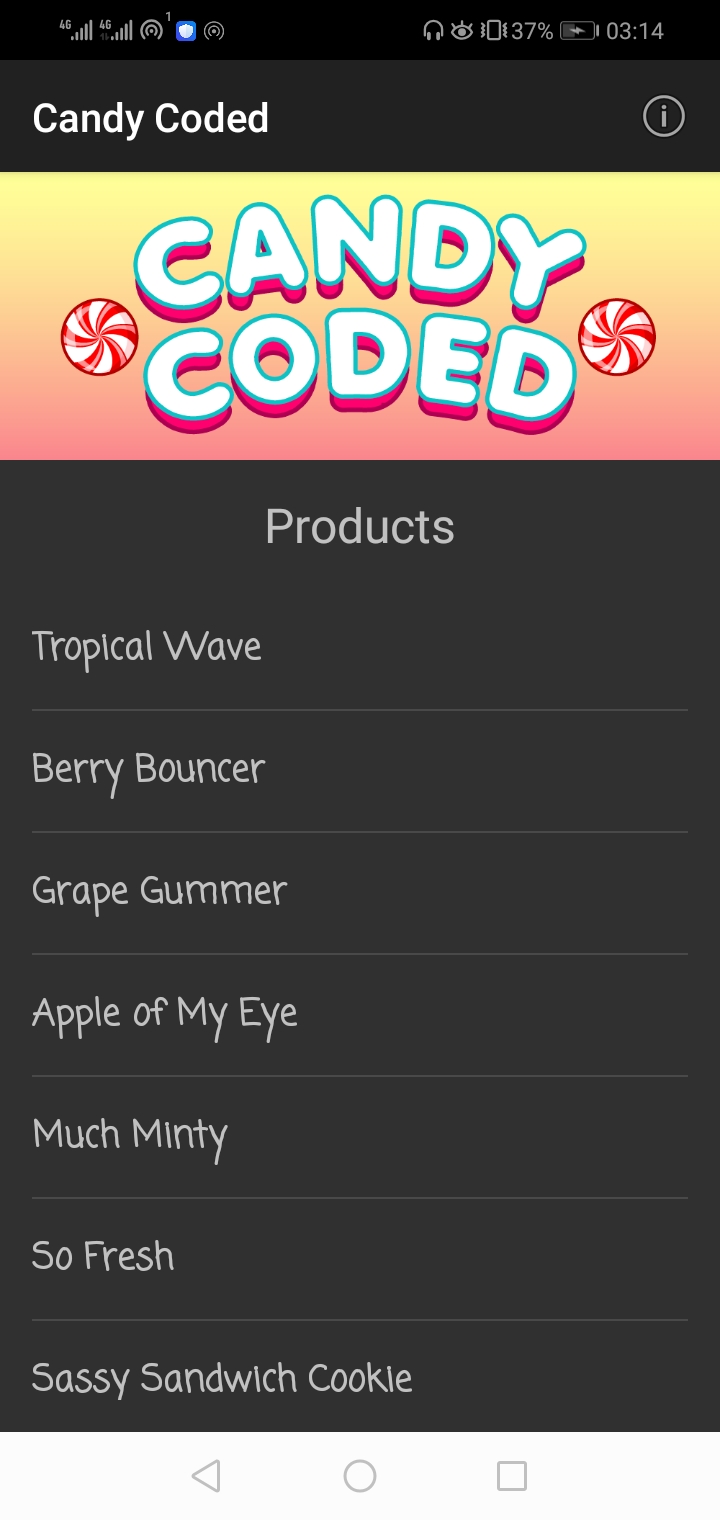 4G 4G 1 37% 03:14
Candy Coded
CANDY
CODED
Products
Tropical Wave
Berry Bouncer
Grape Gummer
Apple of My Eye
Much Minty
So Fresh
Sassy Sandwich Cookie